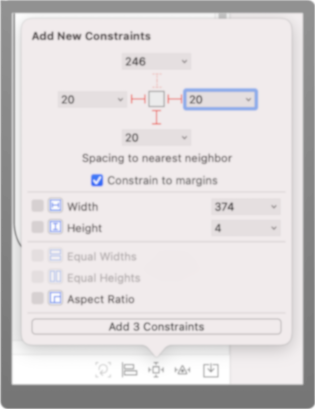 Add New Constraints
246
20 20
20
Spacing to nearest neighbor
Constrain to margins
Width 374
Height 4
Equal Widths
Equal Heights
Aspect Ratio
Add 3 Constraints